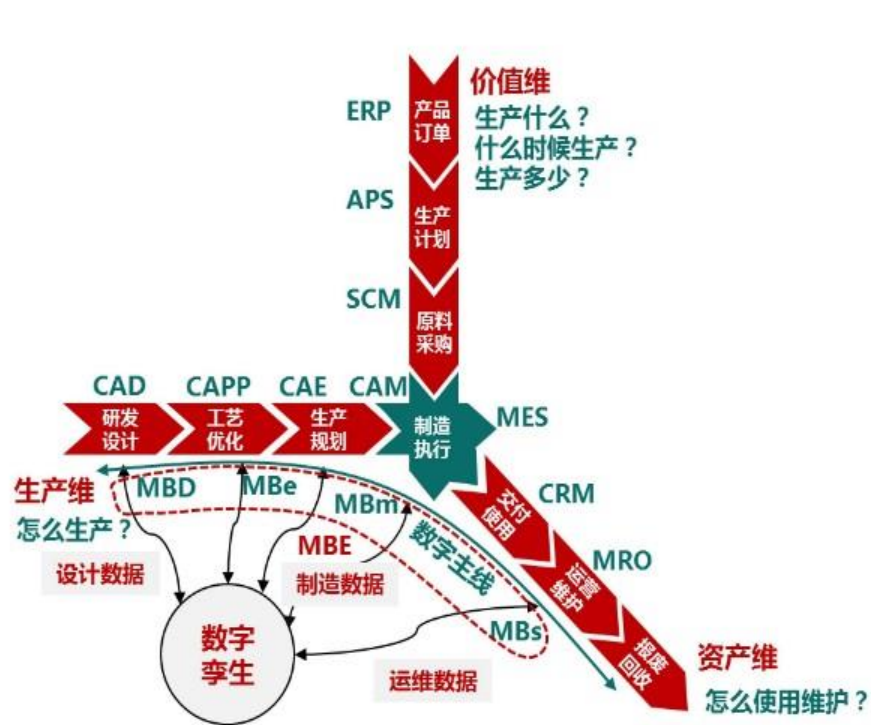 价值维
ERP
产品
订单
生产什么？
什么时候生产？
生产多少？
APS
生产
计划
SCM
原料
采购
CAD
CAPP
CAE
CAM
研发
设计
工艺
优化
生产
规划
制造
执行
MES
生产维
怎么生产？
MBD
MBe
MBm
交付
使用
CRM
MBE
数字主线
设计数据
制造数据
运营
维护
MRO
数字
孪生
MBs
报废
回收
资产维
运维数据
怎么使用维护？